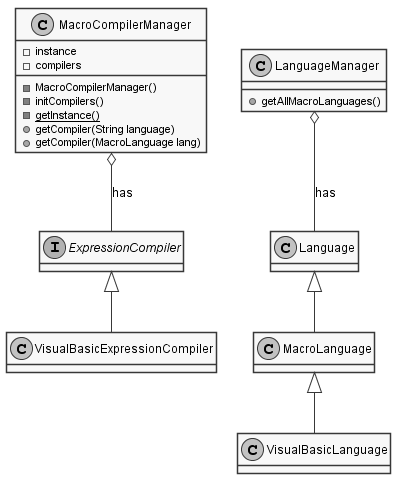 C MacroCompilerManager
instance
compilers
MacroCompilerManager()
initCompilers()
getInstance()
getCompiler(String language)
getCompiler(MacroLanguage lang)
C LanguageManager
getAllMacroLanguages()
has
has
I ExpressionCompiler
C Language
C VisualBasicExpressionCompiler
C MacroLanguage
C VisualBasicLanguage